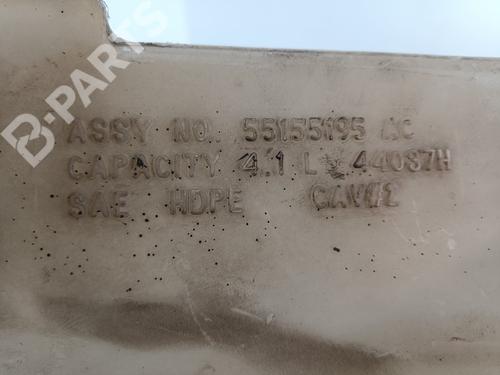 B-Parts
ASSY NO. 55155195 AC
CAPACITY 4.1 L 44037H
SAE HDPE CAV#2